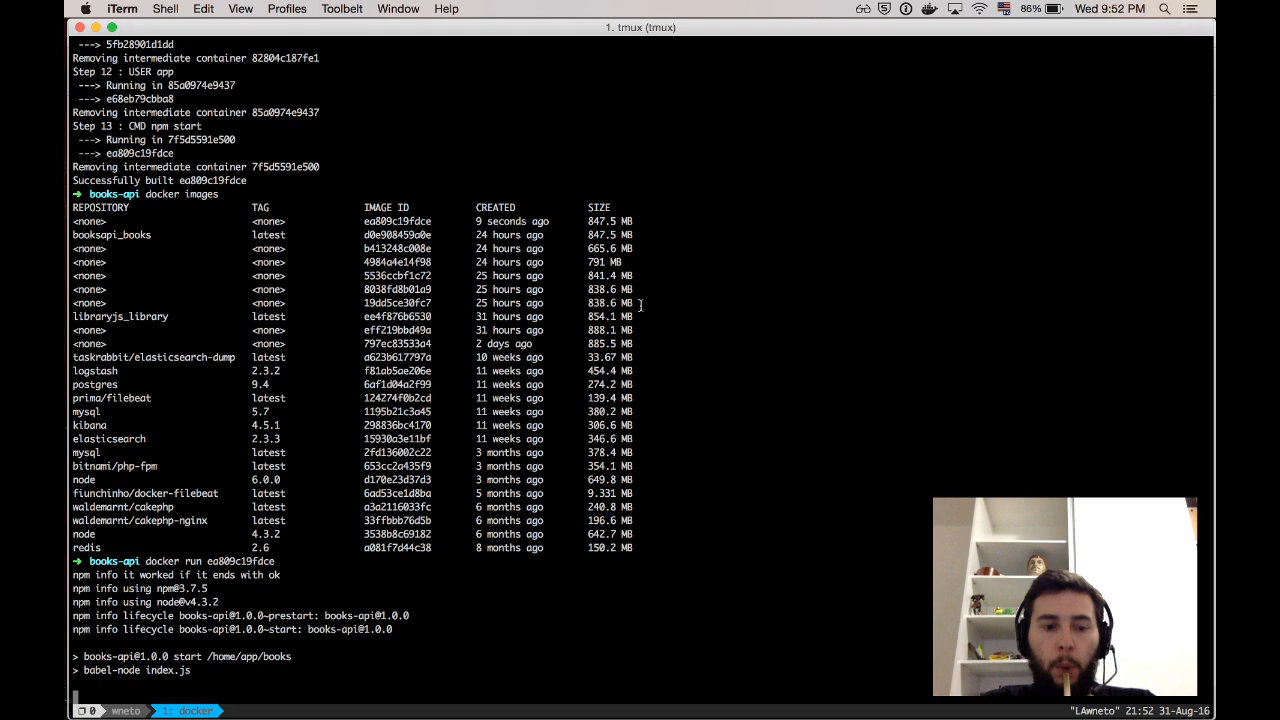 iTerm Shell Edit View Profiles Toolbelt Window Help 86% Wed 9:52 PM
1. tmux (tmux)
---> 5fb28901d1dd
Removing intermediate container 82804c187fe1
Step 12 : USER app
---> Running in 85a0974e9437
---> e68eb79cbba8
Removing intermediate container 85a0974e9437
Step 13 : CMD npm start
---> Running in 7f5d5591e500
---> ea809c19fdce
Removing intermediate container 7f5d5591e500
Successfully built ea809c19fdce
➜ books-api docker images
REPOSITORY TAG IMAGE ID CREATED SIZE
<none> <none> ea809c19fdce 9 seconds ago 847.5 MB
booksapi_books latest d0e908459a0e 24 hours ago 847.5 MB
<none> <none> b413248c008e 24 hours ago 665.6 MB
<none> <none> 4984a4e14f98 24 hours ago 791 MB
<none> <none> 5536ccbf1c72 25 hours ago 841.4 MB
<none> <none> 8038fd8b01a9 25 hours ago 838.6 MB
<none> <none> 19dd5ce30fc7 25 hours ago 838.6 MB
libraryjs_library latest ee4f876b6530 31 hours ago 854.1 MB
<none> <none> eff219bbd49a 31 hours ago 888.1 MB
<none> <none> 797ec83533a4 2 days ago 885.5 MB
taskrabbit/elasticsearch-dump latest a623b617797a 10 weeks ago 33.67 MB
logstash 2.3.2 f81ab5ae206e 11 weeks ago 454.4 MB
postgres 9.4 6af1d04a2f99 11 weeks ago 274.2 MB
prima/filebeat latest 124274f0b2cd 11 weeks ago 139.4 MB
mysql 5.7 1195b21c3a45 11 weeks ago 380.2 MB
kibana 4.5.1 298836bc4170 11 weeks ago 306.6 MB
elasticsearch 2.3.3 15930a3e11bf 11 weeks ago 346.6 MB
mysql latest 2fd136002c22 3 months ago 378.4 MB
bitnami/php-fpm latest 653cc2a435f9 3 months ago 354.1 MB
node 6.0.0 d170e23d37d3 3 months ago 649.8 MB
fiunchinho/docker-filebeat latest 6ad53ce1d8ba 5 months ago 9.331 MB
waldemarnt/cakephp latest a3a2116033fc 6 months ago 240.8 MB
waldemarnt/cakephp-nginx latest 33ffbbb76d5b 6 months ago 196.6 MB
node 4.3.2 3538b8c69182 6 months ago 642.7 MB
redis 2.6 a081f7d44c38 8 months ago 150.2 MB
➜ books-api docker run ea809c19fdce
npm info it worked if it ends with ok
npm info using npm@3.7.5
npm info using node@v4.3.2
npm info lifecycle books-api@1.0.0~prestart: books-api@1.0.0
npm info lifecycle books-api@1.0.0~start: books-api@1.0.0
> books-api@1.0.0 start /home/app/books
> babel-node index.js
0 wneto 1: docker "LAwneto" 21:52 31-Aug-16